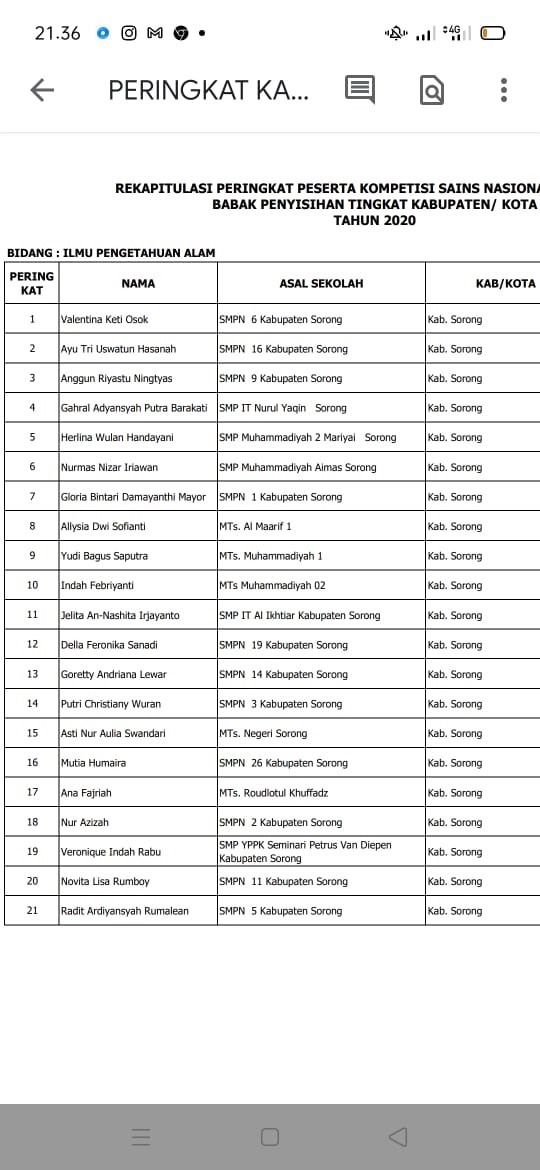 21.36
4G
PERINGKAT KA...
REKAPITULASI PERINGKAT PESERTA KOMPETISI SAINS NASION
BABAK PENYISIHAN TINGKAT KABUPATEN/ KOTA
TAHUN 2020
BIDANG : ILMU PENGETAHUAN ALAM
PERING KAT NAMA ASAL SEKOLAH KAB/KOTA
1 Valentina Keti Osok SMPN 6 Kabupaten Sorong Kab. Sorong
2 Ayu Tri Uswatun Hasanah SMPN 16 Kabupaten Sorong Kab. Sorong
3 Anggun Riyastu Ningtyas SMPN 9 Kabupaten Sorong Kab. Sorong
4 Gahral Adyansyah Putra Barakati SMP IT Nurul Yaqin Sorong Kab. Sorong
5 Herlina Wulan Handayani SMP Muhammadiyah 2 Mariyai Sorong Kab. Sorong
6 Nurmas Nizar Iriawan SMP Muhammadiyah Aimas Sorong Kab. Sorong
7 Gloria Bintari Damayanthi Mayor SMPN 1 Kabupaten Sorong Kab. Sorong
8 Allysia Dwi Sofianti MTs. Al Maarif 1 Kab. Sorong
9 Yudi Bagus Saputra MTs. Muhammadiyah 1 Kab. Sorong
10 Indah Febriyanti MTs Muhammadiyah 02 Kab. Sorong
11 Jelita An-Nashita Irjayanto SMP IT Al Ikhtiar Kabupaten Sorong Kab. Sorong
12 Della Feronika Sanadi SMPN 19 Kabupaten Sorong Kab. Sorong
13 Goretty Andriana Lewar SMPN 14 Kabupaten Sorong Kab. Sorong
14 Putri Christiany Wuran SMPN 3 Kabupaten Sorong Kab. Sorong
15 Asti Nur Aulia Swandari MTs. Negeri Sorong Kab. Sorong
16 Mutia Humaira SMPN 26 Kabupaten Sorong Kab. Sorong
17 Ana Fajriah MTs. Roudlotul Khuffadz Kab. Sorong
18 Nur Azizah SMPN 2 Kabupaten Sorong Kab. Sorong
19 Veronique Indah Rabu SMP YPPK Seminari Petrus Van Diepen Kabupaten Sorong Kab. Sorong
20 Novita Lisa Rumboy SMPN 11 Kabupaten Sorong Kab. Sorong
21 Radit Ardiyansyah Rumalean SMPN 5 Kabupaten Sorong Kab. Sorong